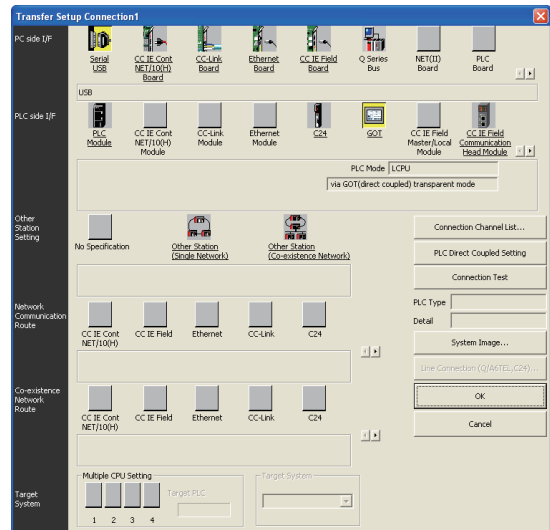 Transfer Setup Connection1
PC side I/F
Serial USB
CC IE Cont NET/10(H) Board
CC-Link Board
Ethernet Board
CC IE Field Board
Q Series Bus
NET(II) Board
PLC Board
USB
PLC side I/F
PLC Module
CC IE Cont NET/10(H) Module
CC-Link Module
Ethernet Module
C24
GOT
CC IE Field Master/Local Module
CC IE Field Communication Head Module
PLC Mode LCPU
via GOT(direct coupled) transparent mode
Other Station Setting
No Specification
Other Station (Single Network)
Other Station (Co-existence Network)
Connection Channel List...
PLC Direct Coupled Setting
Connection Test
PLC Type
Detail
System Image...
Line Connection (Q/A6TEL,C24)...
OK
Cancel
Network Communication Route
CC IE Cont NET/10(H)
CC IE Field
Ethernet
CC-Link
C24
Co-existence Network Route
CC IE Cont NET/10(H)
CC IE Field
Ethernet
CC-Link
C24
Target System
Multiple CPU Setting
1 2 3 4
Target PLC
Target System